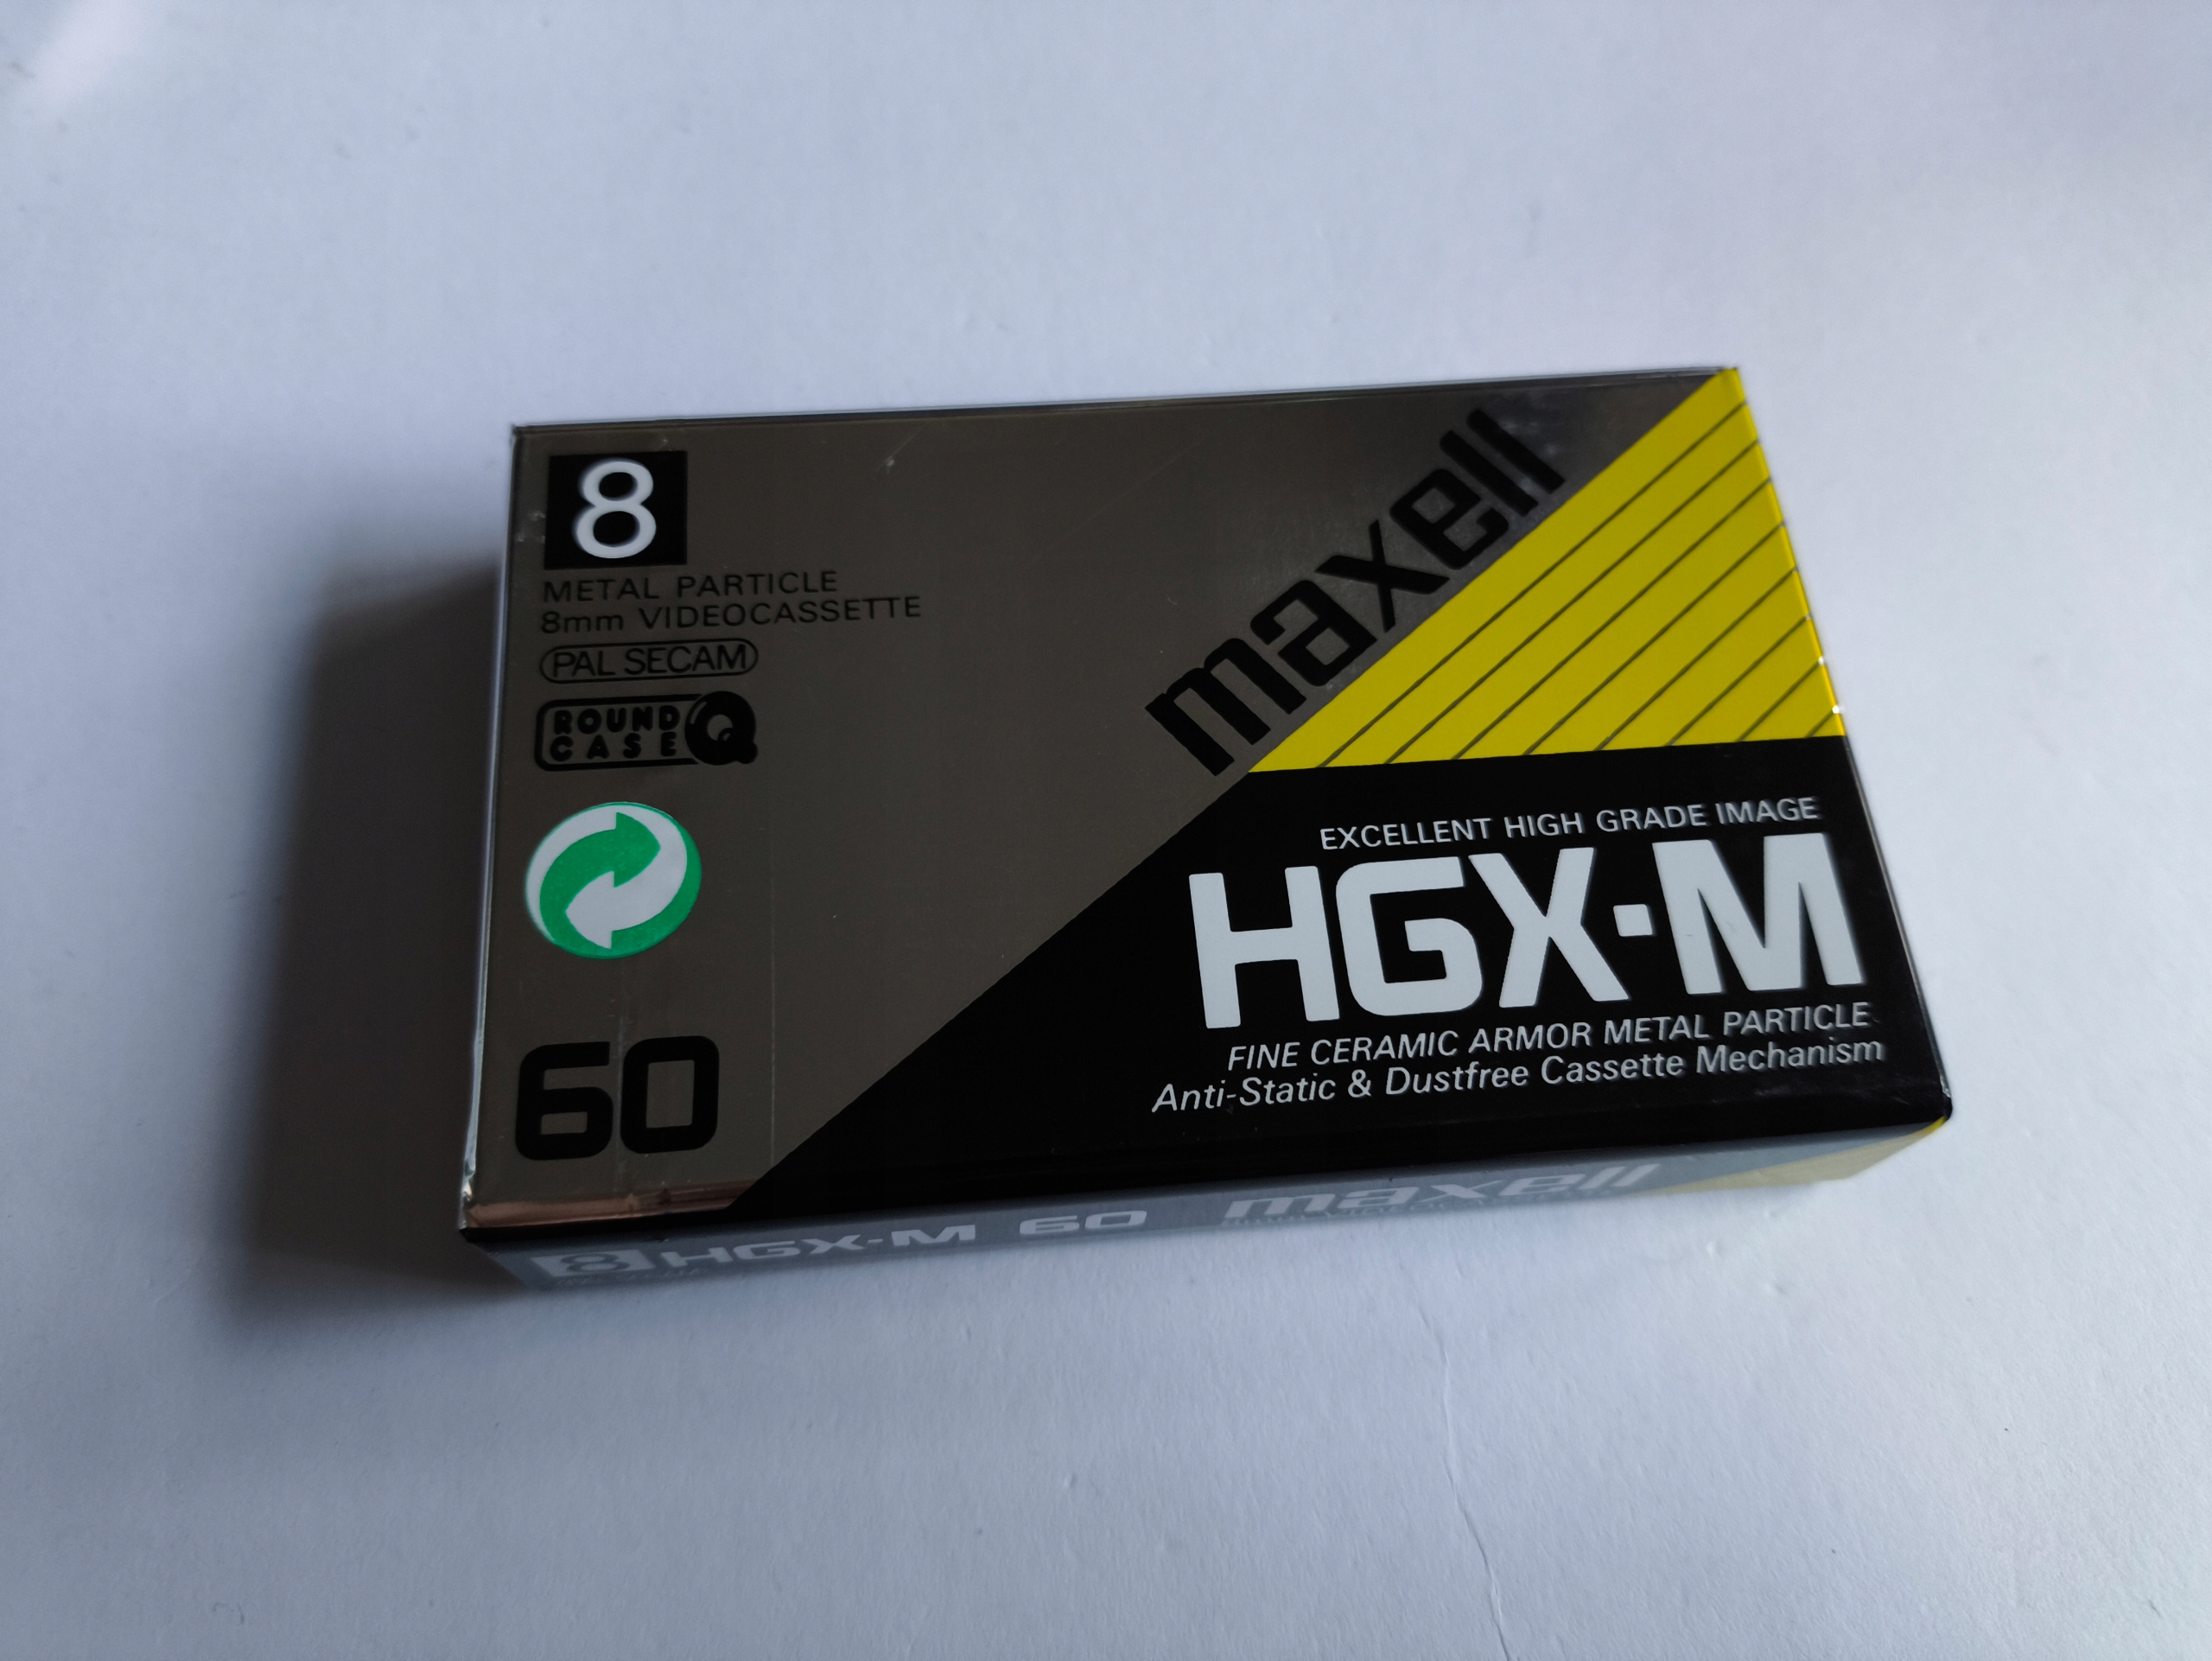 8
METAL PARTICLE
8mm VIDEOCASSETTE
PAL SECAM
ROUND
CASE
60
maxell
EXCELLENT HIGH GRADE IMAGE
HGX·M
FINE CERAMIC ARMOR METAL PARTICLE
Anti-Static & Dustfree Cassette Mechanism
8 HGX-M 60 maxell